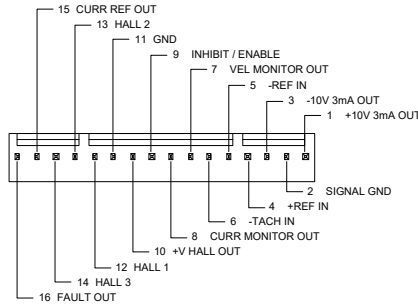 15 CURR REF OUT
13 HALL 2
11 GND
9 INHIBIT / ENABLE
7 VEL MONITOR OUT
5 -REF IN
3 -10V 3mA OUT
1 +10V 3mA OUT
2 SIGNAL GND
4 +REF IN
6 -TACH IN
8 CURR MONITOR OUT
10 +V HALL OUT
12 HALL 1
14 HALL 3
16 FAULT OUT